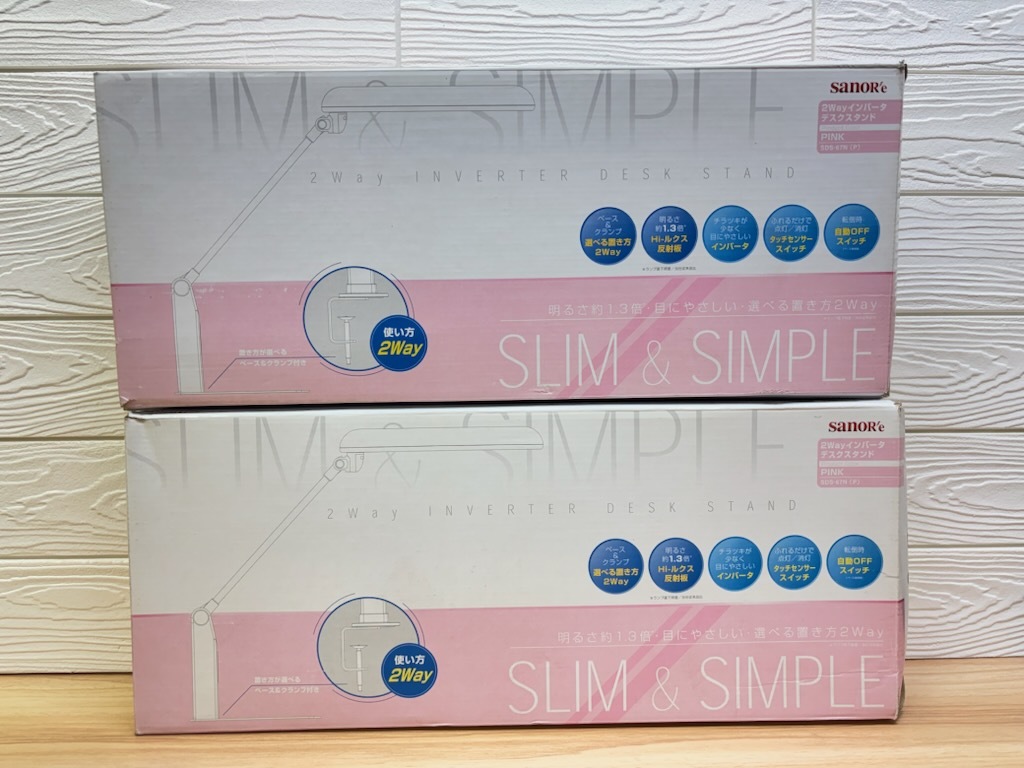 SLIM & SIMPLE
sanoR'e
2Wayインバータ
デスクスタンド
PINK
SDS-67N (P)
2Way INVERTER DESK STAND
ベース
&
クランプ
選べる置き方
2Way
明るさ
約1.3倍
Hi-ルクス
反射板
チラツキが
少なく
目にやさしい
インバータ
ふれるだけで
点灯/消灯
タッチセンサー
スイッチ
転倒時
自動OFF
スイッチ
明るさ約1.3倍・目にやさしい・選べる置き方2Way
使い方
2Way
置き方が選べる
ベース&クランプ付き
SLIM & SIMPLE
SLIM & SIMPLE
sanoR'e
2Wayインバータ
デスクスタンド
PINK
SDS-67N (P)
2Way INVERTER DESK STAND
ベース
&
クランプ
選べる置き方
2Way
明るさ
約1.3倍
Hi-ルクス
反射板
チラツキが
少なく
目にやさしい
インバータ
ふれるだけで
点灯/消灯
タッチセンサー
スイッチ
転倒時
自動OFF
スイッチ
明るさ約1.3倍・目にやさしい・選べる置き方2Way
使い方
2Way
置き方が選べる
ベース&クランプ付き
SLIM & SIMPLE